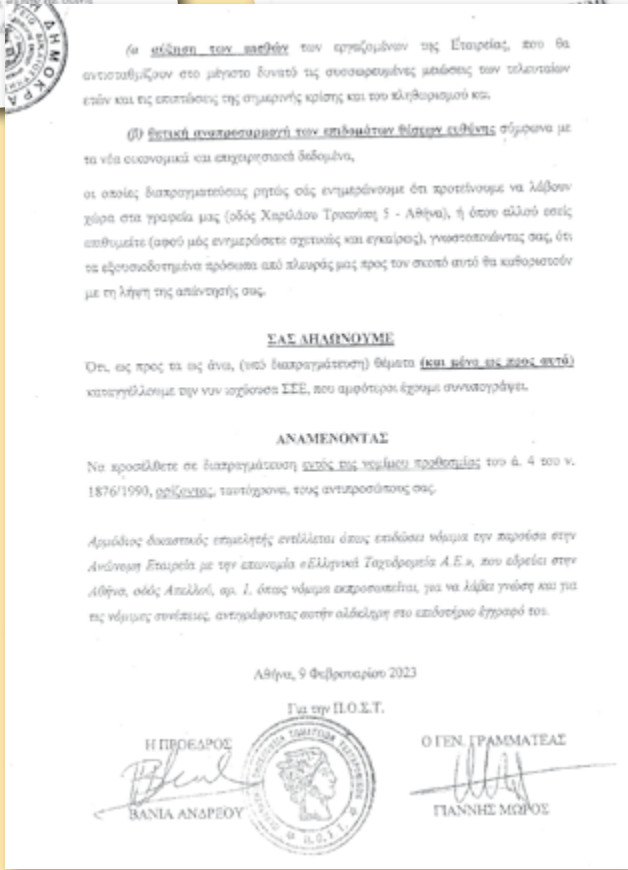 (α αύξηση των μισθών των εργαζομένων της Εταιρείας, που θα
αντισταθμίζουν στο μέγιστο δυνατό τις συσσωρευμένες μειώσεις των τελευταίων
ετών και τις επιπτώσεις της σημερινής κρίσης και του πληθωρισμού και
(β) θετική αναπροσαρμογή των επιδομάτων θέσεων ευθύνης σύμφωνα με
τα νέα οικονομικά και επιχειρησιακά δεδομένα,
οι οποίες διαπραγματεύσεις ρητώς σάς ενημερώνουμε ότι προτείνουμε να λάβουν
χώρα στα γραφεία μας (οδός Χαριλάου Τρικούπη 5 - Αθήνα), ή όπου αλλού εσείς
επιθυμείτε (αφού μάς ενημερώσετε σχετικώς και εγκαίρως), γνωστοποιώντας σας, ότι
τα εξουσιοδοτημένα πρόσωπα από πλευράς μας προς τον σκοπό αυτό θα καθοριστούν
με τη λήψη της απάντησής σας.
ΣΑΣ ΔΗΛΩΝΟΥΜΕ
Ότι, ως προς τα ως άνω, (υπό διαπραγμάτευση) θέματα (και μόνο ως προς αυτά)
καταγγέλλουμε την νυν ισχύουσα ΣΣΕ, που αμφότεροι έχουμε συνυπογράψει.
ΑΝΑΜΕΝΟΝΤΑΣ
Να προσέλθετε σε διαπραγμάτευση εντός της νομίμου προθεσμίας του ά. 4 του ν.
1876/1990, ορίζοντας, ταυτόχρονα, τους αντιπροσώπους σας.
Αρμόδιος δικαστικός επιμελητής εντέλλεται όπως επιδώσει νόμιμα την παρούσα στην
Ανώνυμη Εταιρεία με την επωνυμία «Ελληνικά Ταχυδρομεία Α.Ε.», που εδρεύει στην
Αθήνα, οδός Απελλού, αρ. 1, όπως νόμιμα εκπροσωπείται, για να λάβει γνώση και για
τις νόμιμες συνέπειες, αντιγράφοντας αυτήν ολόκληρη στο επιδοτήριο έγγραφό του.
Αθήνα, 9 Φεβρουαρίου 2023
Για την Π.Ο.Σ.Τ.
Η ΠΡΟΕΔΡΟΣ
Ο ΓΕΝ. ΓΡΑΜΜΑΤΕΑΣ
ΒΑΝΙΑ ΑΝΔΡΕΟΥ
ΓΙΑΝΝΗΣ ΜΩΡΟΣ